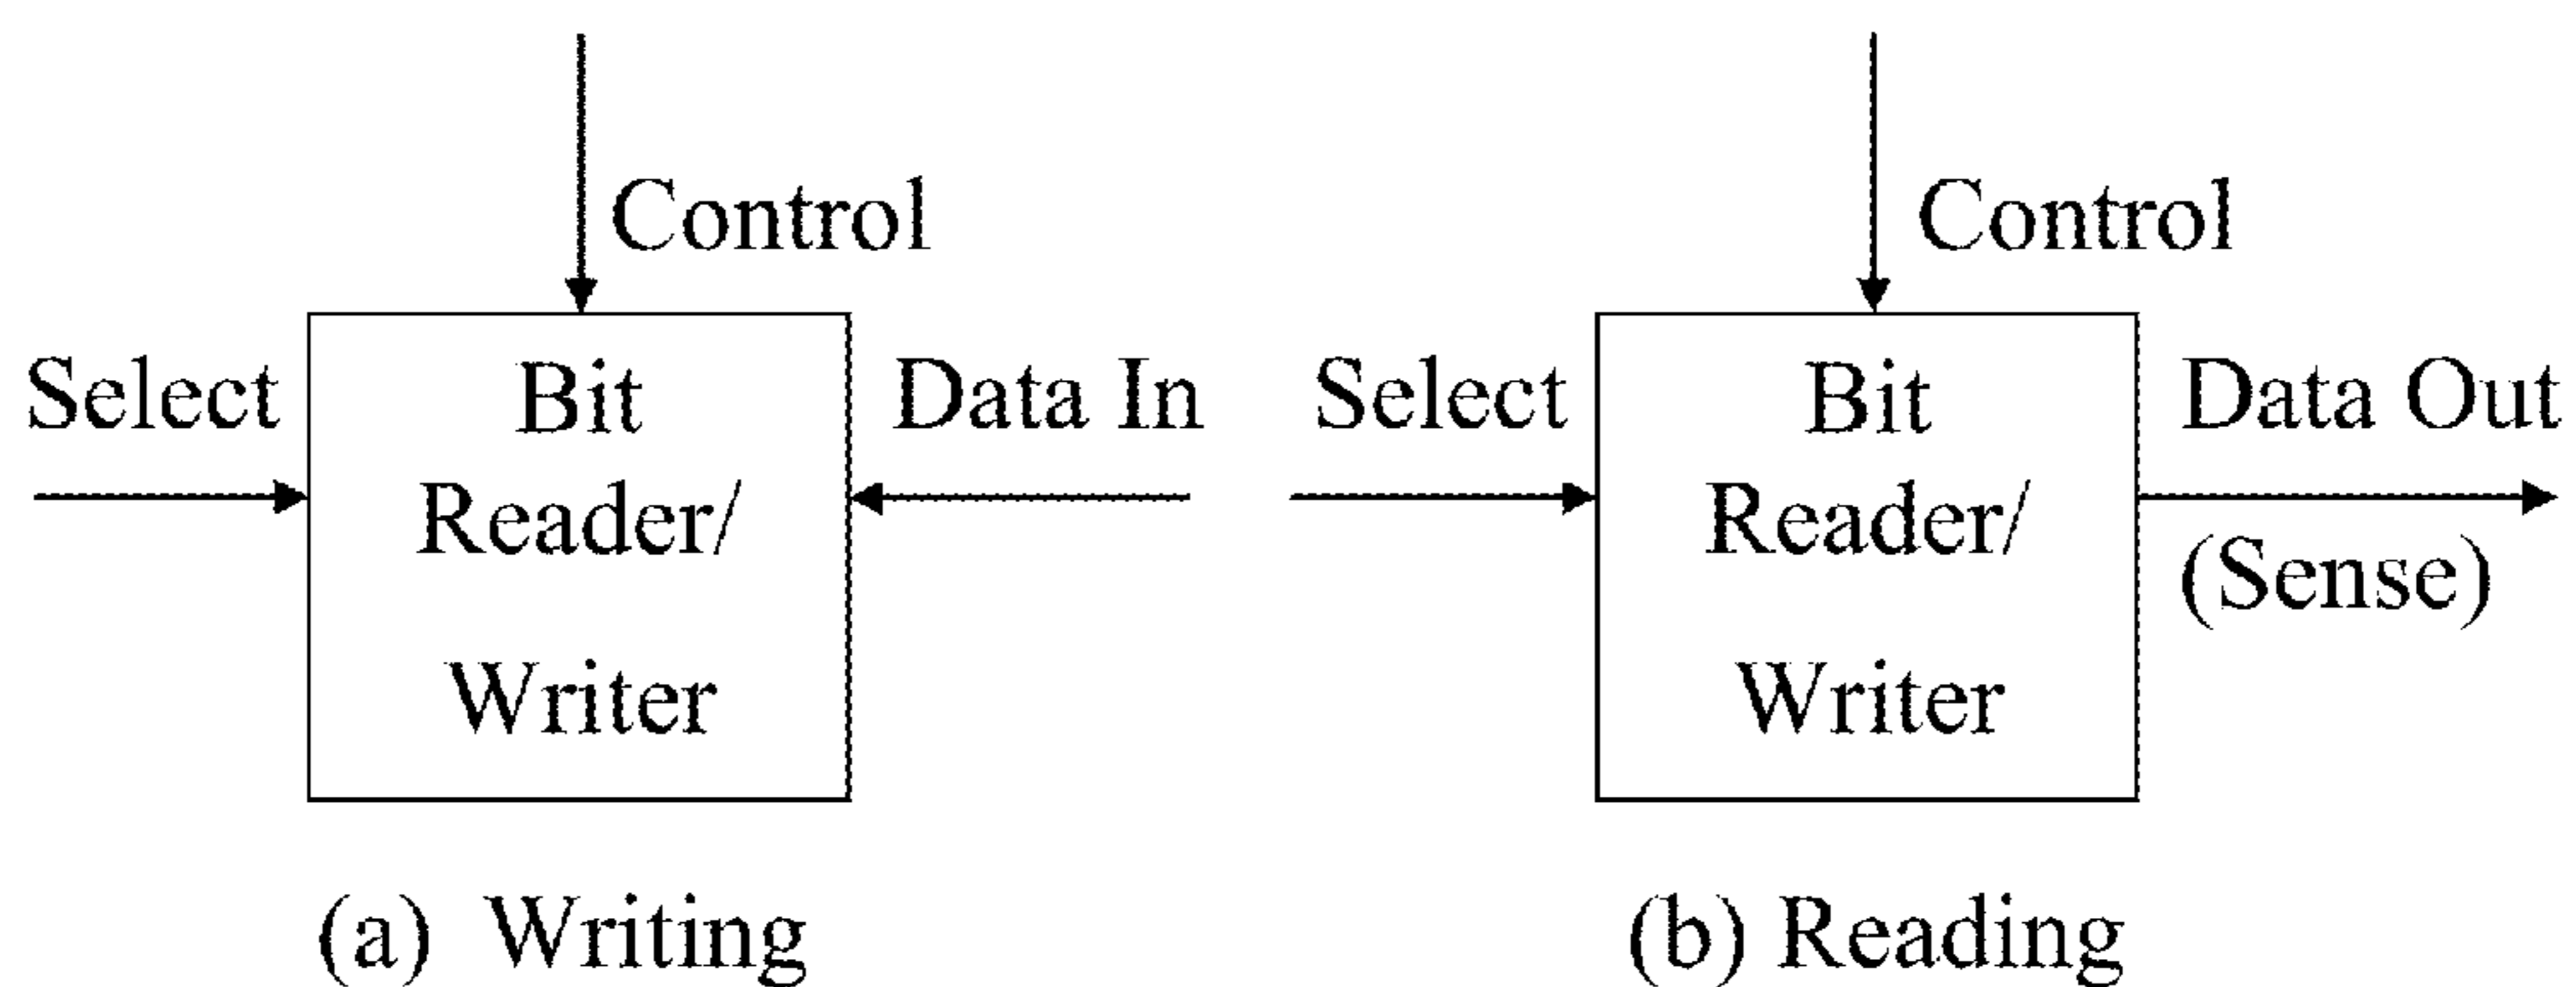 Control
Select
Bit
Reader/
Writer
Data In
(a) Writing
Control
Select
Bit
Reader/
Writer
Data Out
(Sense)
(b) Reading